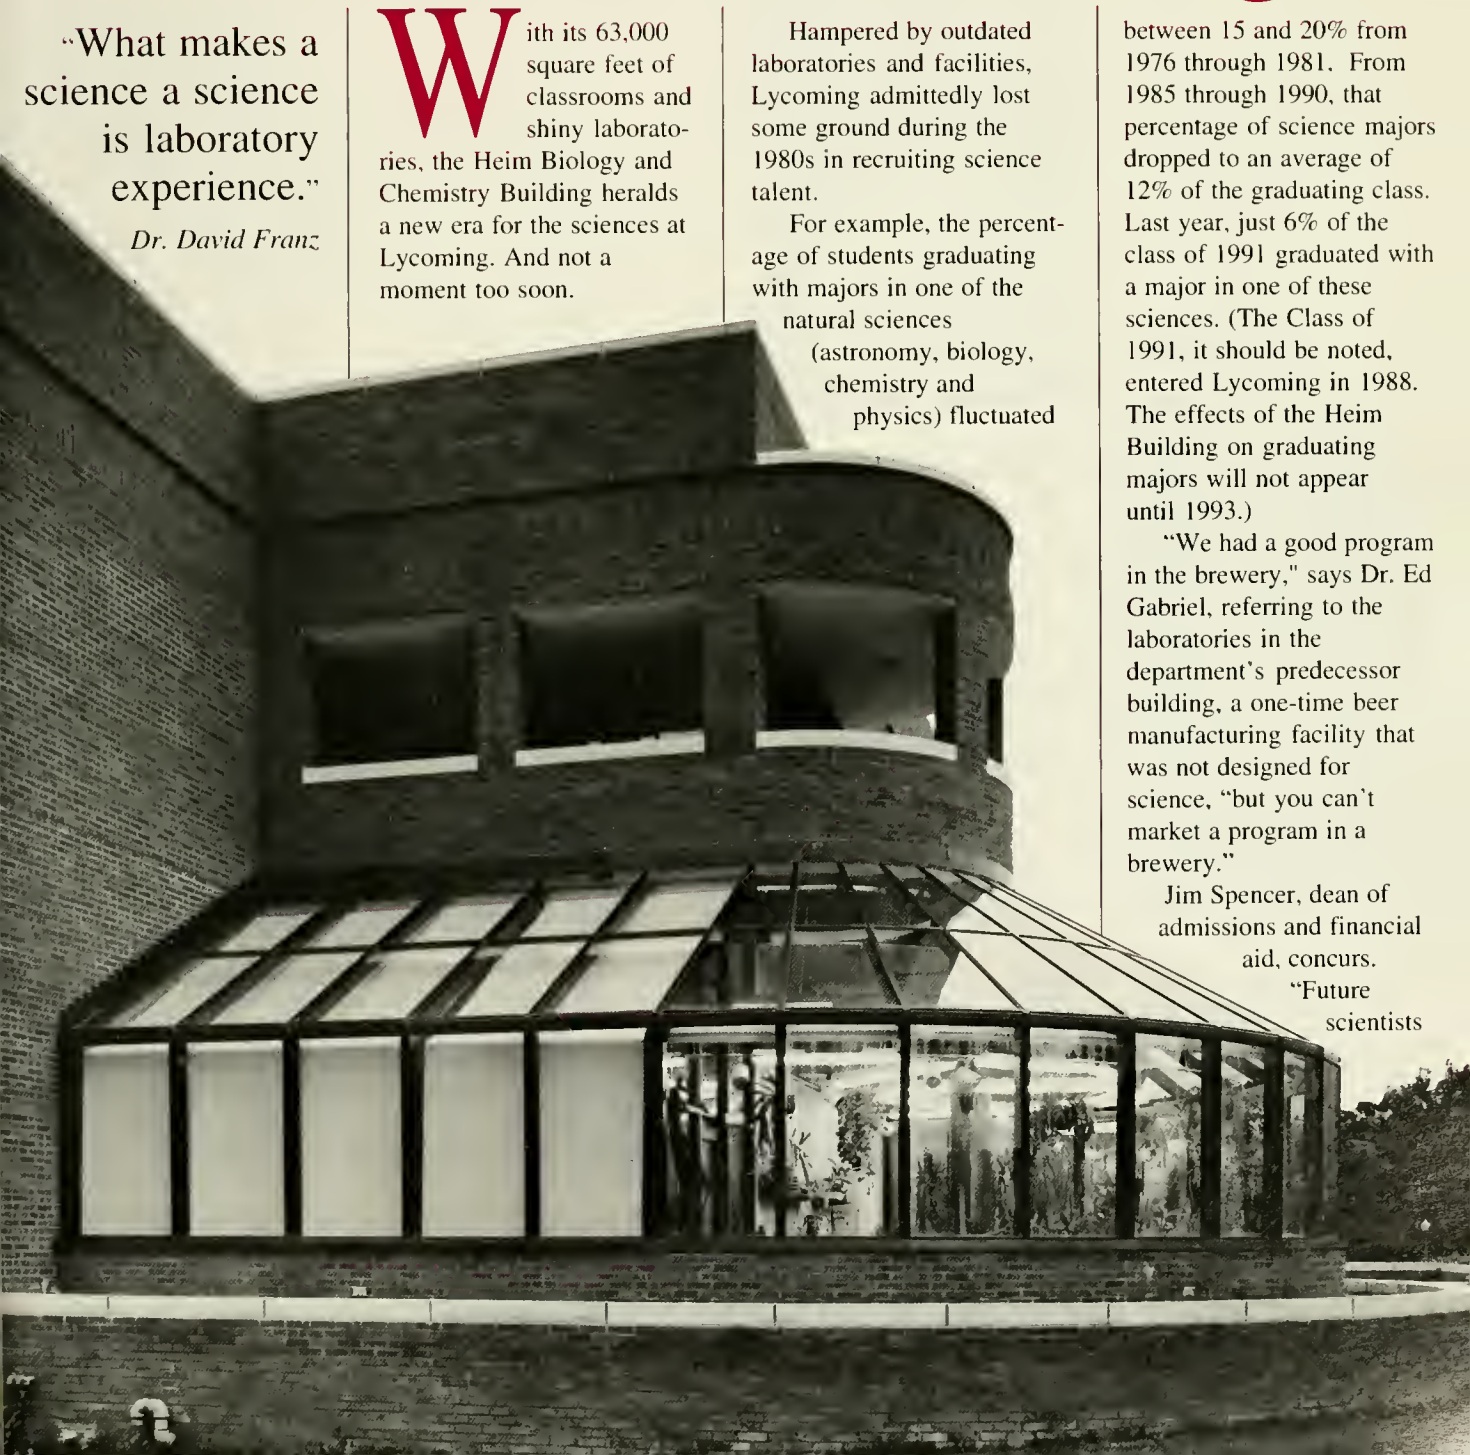 “What makes a
science a science
is laboratory
experience.”
Dr. David Franz
With its 63,000
square feet of
classrooms and
shiny laborato-
ries, the Heim Biology and
Chemistry Building heralds
a new era for the sciences at
Lycoming. And not a
moment too soon.
Hampered by outdated
laboratories and facilities,
Lycoming admittedly lost
some ground during the
1980s in recruiting science
talent.
For example, the percent-
age of students graduating
with majors in one of the
natural sciences
(astronomy, biology,
chemistry and
physics) fluctuated
between 15 and 20% from
1976 through 1981. From
1985 through 1990, that
percentage of science majors
dropped to an average of
12% of the graduating class.
Last year, just 6% of the
class of 1991 graduated with
a major in one of these
sciences. (The Class of
1991, it should be noted,
entered Lycoming in 1988.
The effects of the Heim
Building on graduating
majors will not appear
until 1993.)
“We had a good program
in the brewery," says Dr. Ed
Gabriel, referring to the
laboratories in the
department's predecessor
building, a one-time beer
manufacturing facility that
was not designed for
science, “but you can't
market a program in a
brewery.”
Jim Spencer, dean of
admissions and financial
aid, concurs.
“Future
scientists